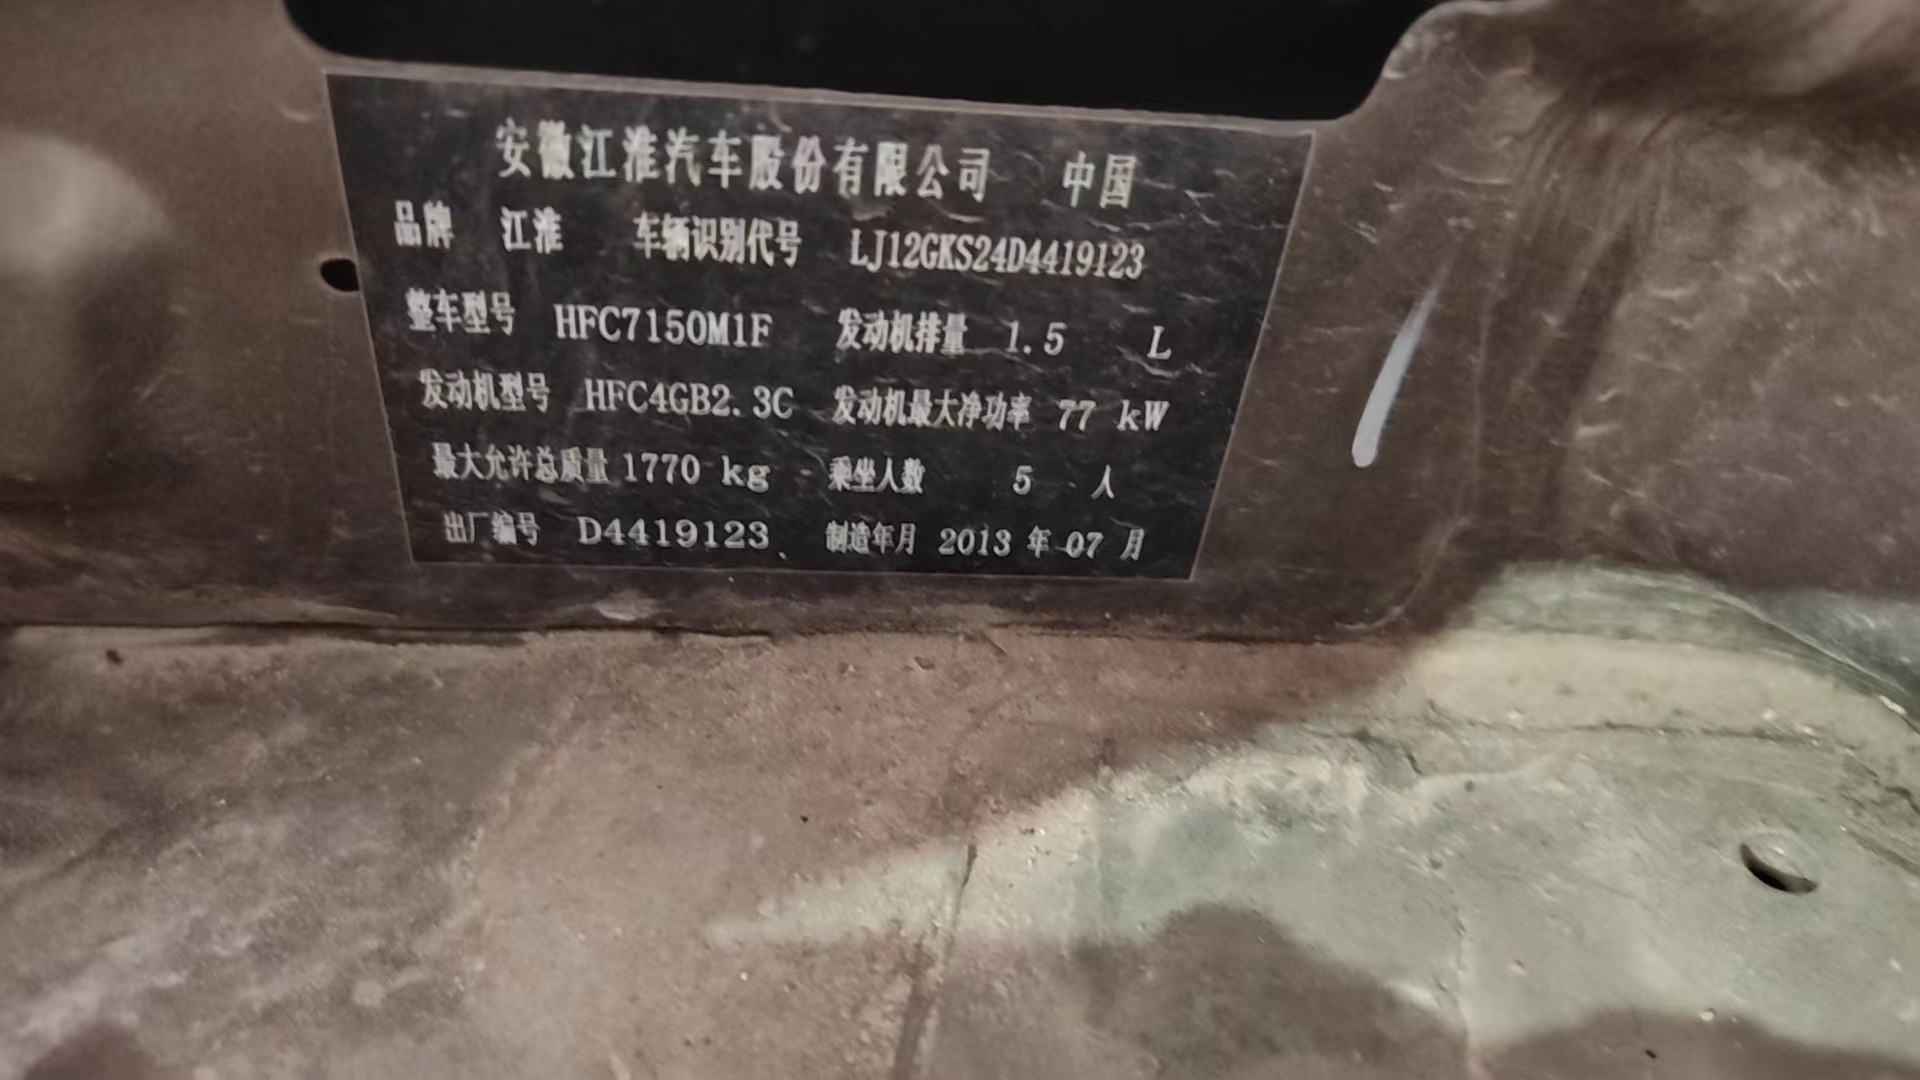 安徽江淮汽车股份有限公司 中国
品牌 江淮 车辆识别代号 LJ12GKS24D4419123
整车型号 HFC7150M1F 发动机排量 1.5 L
发动机型号 HFC4GB2.3C 发动机最大净功率 77 kW
最大允许总质量 1770 kg 乘坐人数 5 人
出厂编号 D4419123 制造年月 2013 年 07 月